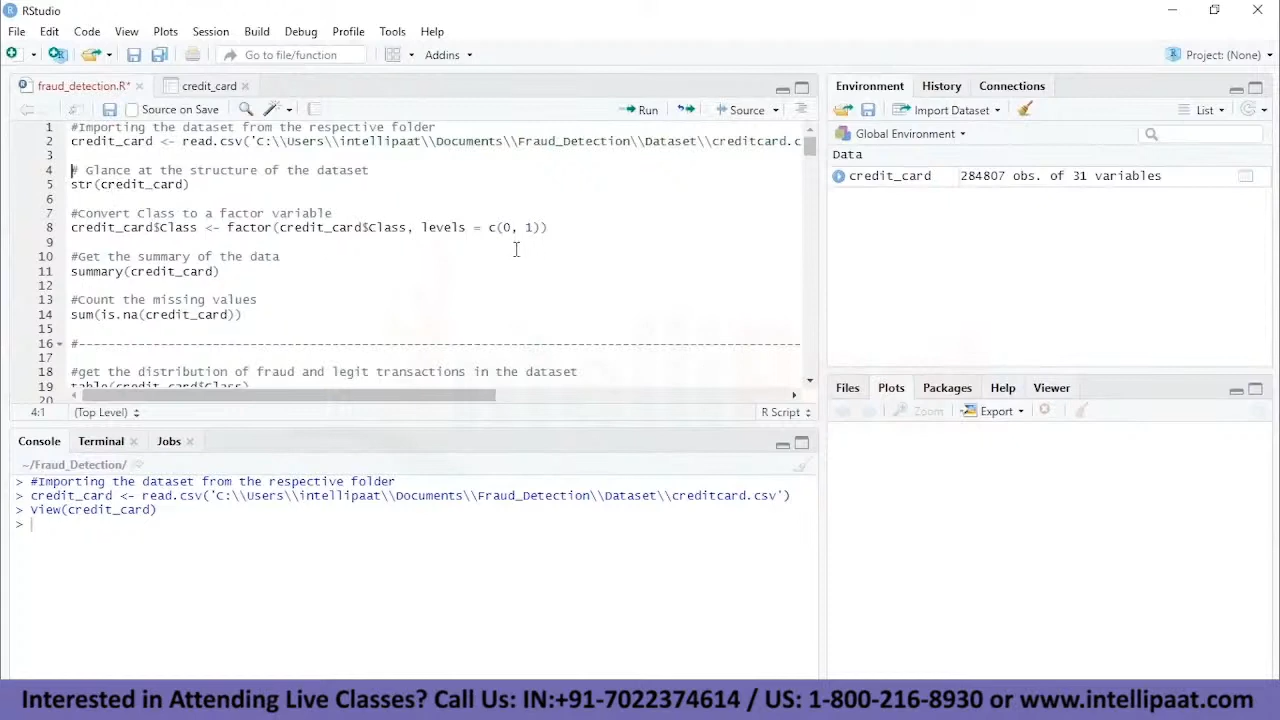 RStudio
File Edit Code View Plots Session Build Debug Profile Tools Help
Go to file/function Addins Project: (None)
fraud_detection.R* credit_card
Source on Save Run Source
1 #Importing the dataset from the respective folder
2 credit_card <- read.csv('C:\\Users\\intellipaat\\Documents\\Fraud_Detection\\Dataset\\creditcard.c
3
4 # Glance at the structure of the dataset
5 str(credit_card)
6
7 #Convert Class to a factor variable
8 credit_card$Class <- factor(credit_card$Class, levels = c(0, 1))
9
10 #Get the summary of the data
11 summary(credit_card)
12
13 #Count the missing values
14 sum(is.na(credit_card))
15
16 #-------------------------------------------------------------------------------------------------
17
18 #get the distribution of fraud and legit transactions in the dataset
19 table(credit_card$Class)
20
4:1 (Top Level) R Script
Console Terminal Jobs
~/Fraud_Detection/
> #Importing the dataset from the respective folder
> credit_card <- read.csv('C:\\Users\\intellipaat\\Documents\\Fraud_Detection\\Dataset\\creditcard.csv')
> View(credit_card)
>
Environment History Connections
Import Dataset List
Global Environment
Data
credit_card 284807 obs. of 31 variables
Files Plots Packages Help Viewer
Zoom Export
Interested in Attending Live Classes? Call Us: IN:+91-7022374614 / US: 1-800-216-8930 or www.intellipaat.com